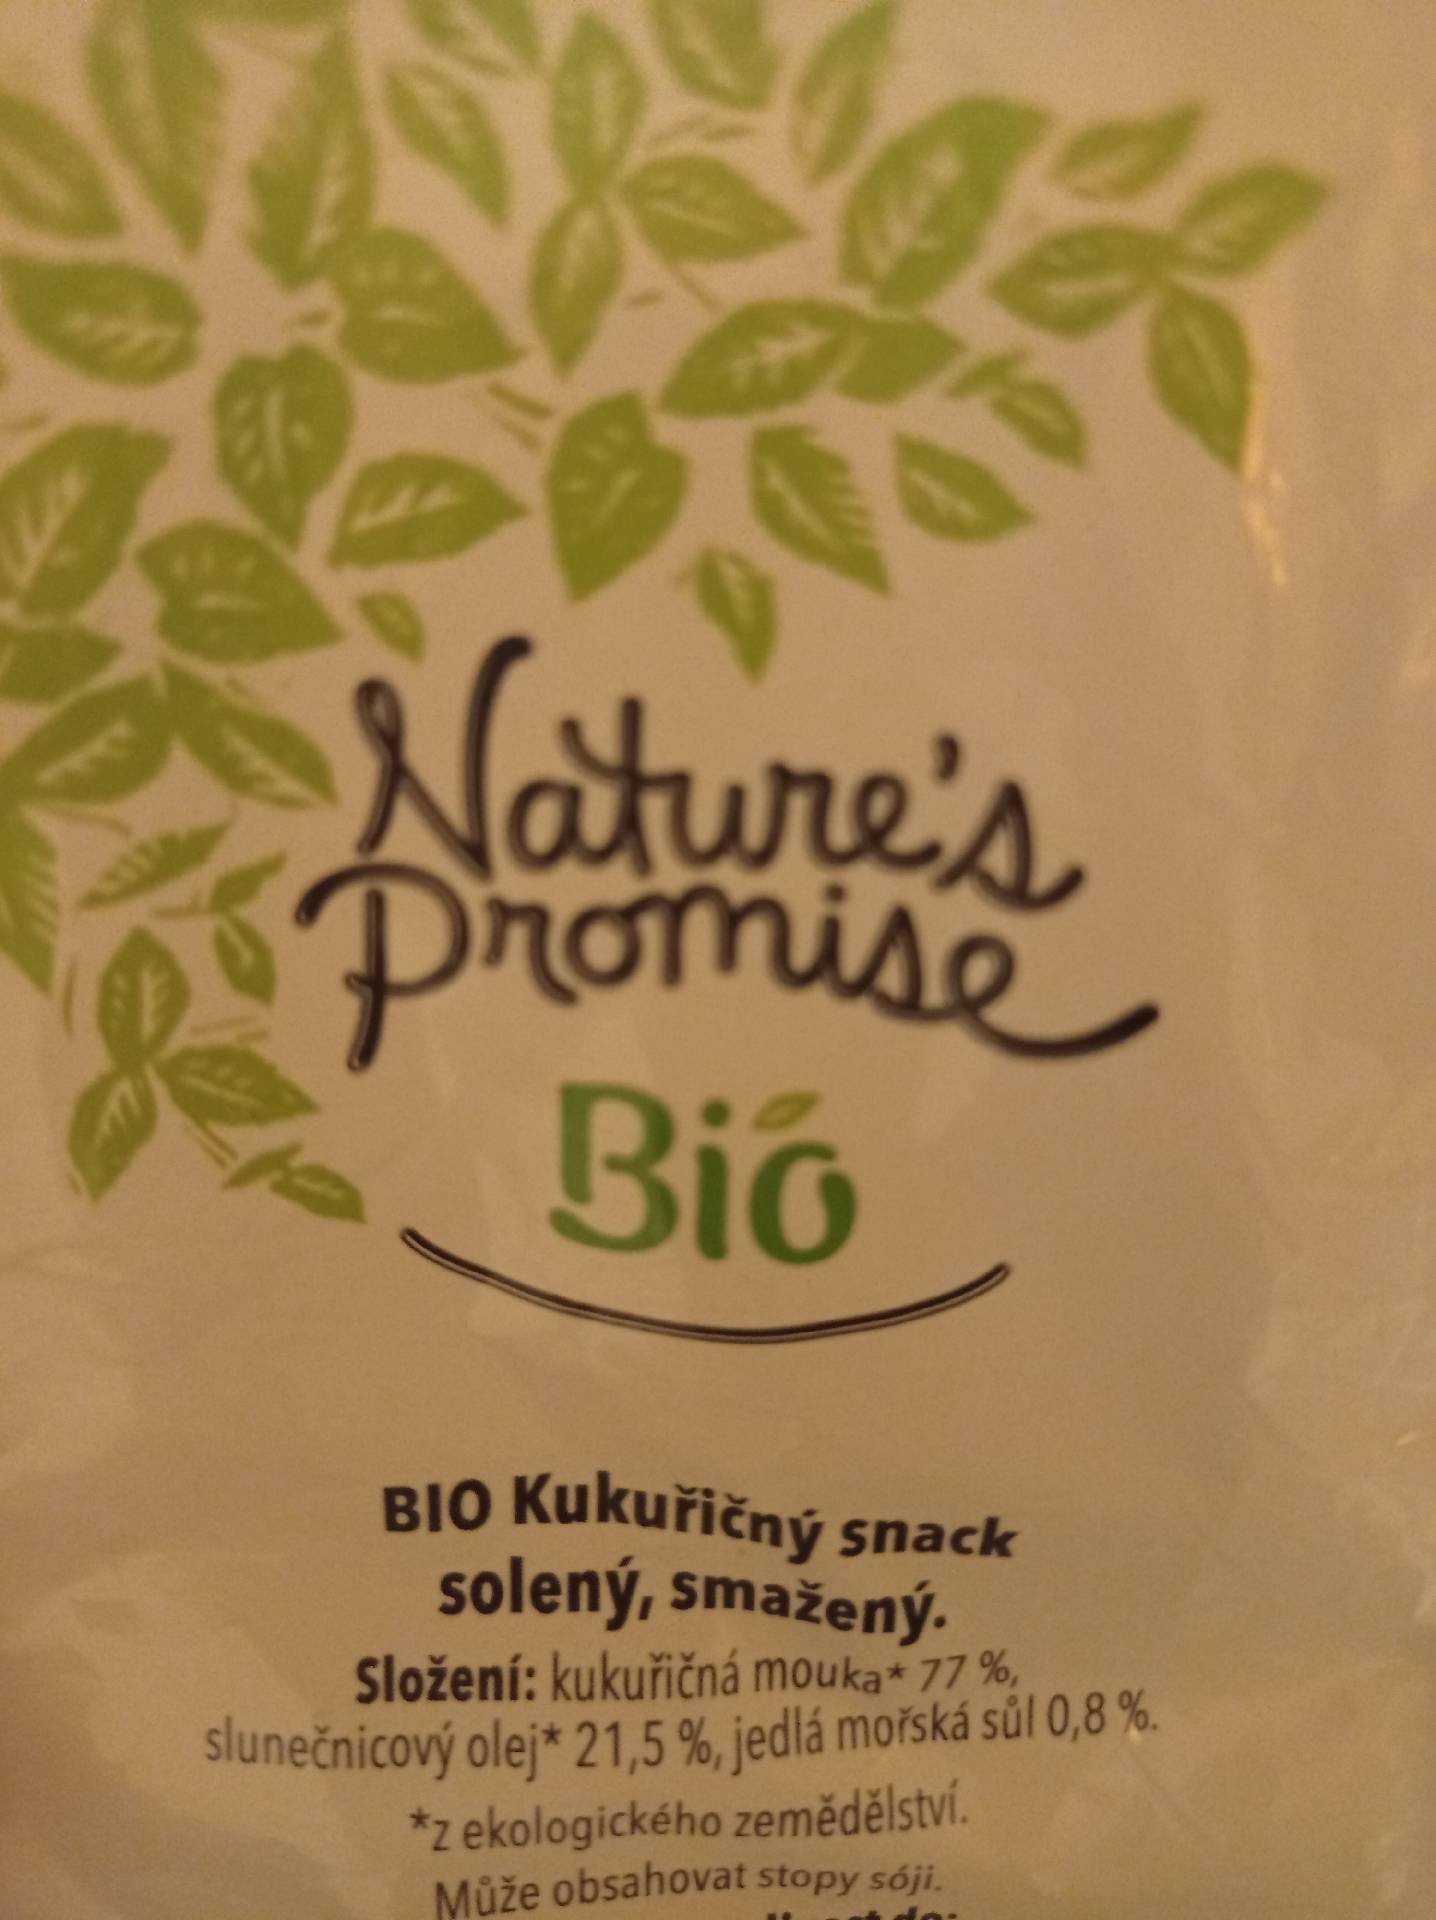 Nature's
Promise
Bio
BIO Kukuřičný snack
solený, smažený.
Složení: kukuřičná mouka* 77 %,
slunečnicový olej* 21,5 %, jedlá mořská sůl 0,8 %.
*z ekologického zemědělství.
Může obsahovat stopy sóji.
do: